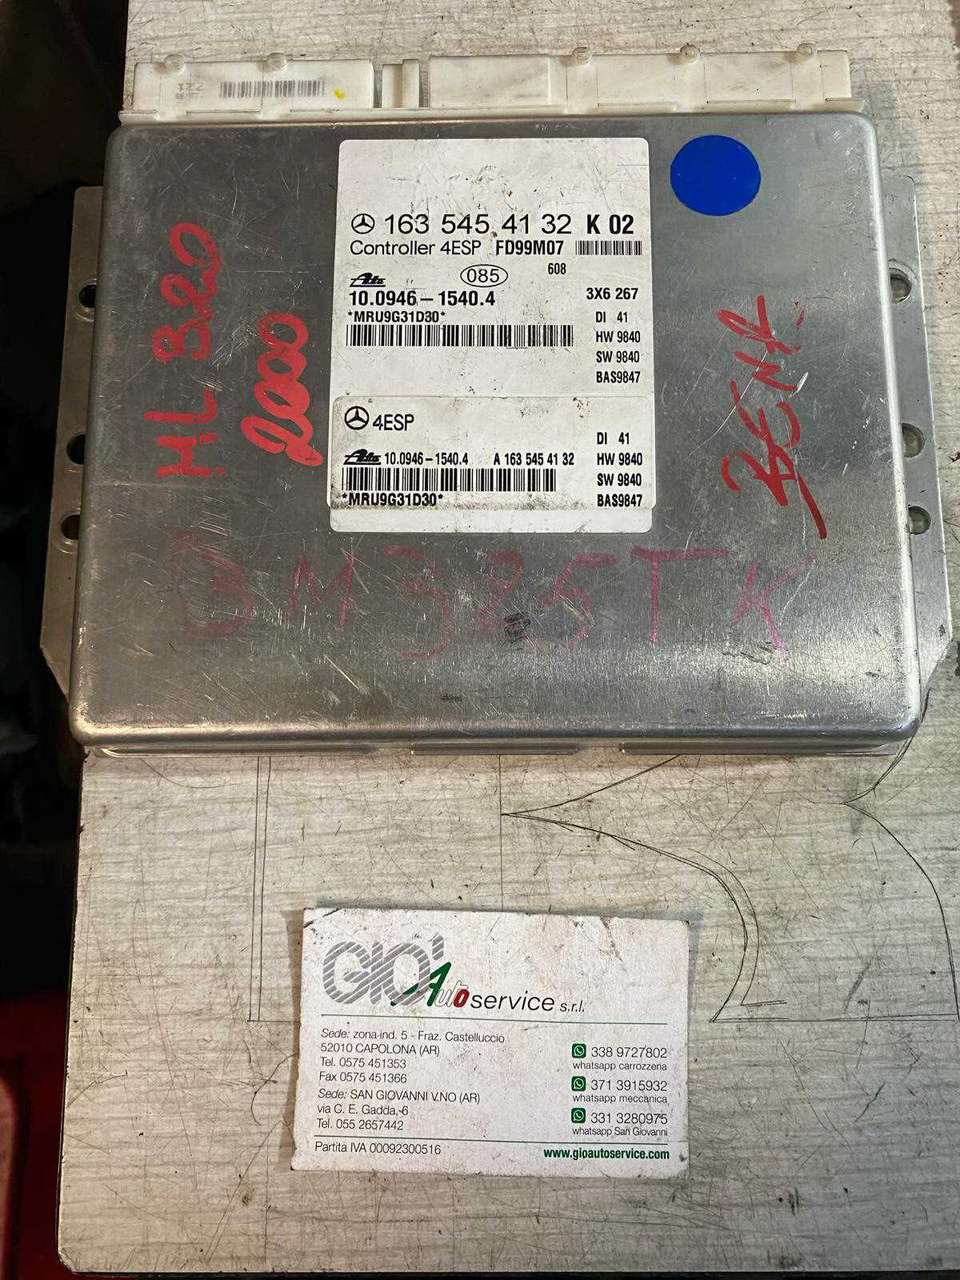 163 545 41 32 K 02
Controller 4ESP FD99M07
608
Ate 085
10.0946-1540.4 3X6 267
*MRU9G31D30* DI 41
HW 9840
SW 9840
BAS9847
4ESP
DI 41
Ate 10.0946-1540.4 A 163 545 41 32 HW 9840
SW 9840
*MRU9G31D30* BAS9847
ML 320
2000
BENZ
GIO' Autoservice s.r.l.
Sede: zona-ind. 5 - Fraz. Castelluccio
52010 CAPOLONA (AR)
Tel. 0575 451353
Fax 0575 451366
Sede: SAN GIOVANNI V.NO (AR)
via C. E. Gadda,-6
Tel. 055 2657442
338 9727802
whatsapp carrozzeria
371 3915932
whatsapp meccanica
331 3280975
whatsapp San Giovanni
Partita IVA 00092300516
www.gioautoservice.com